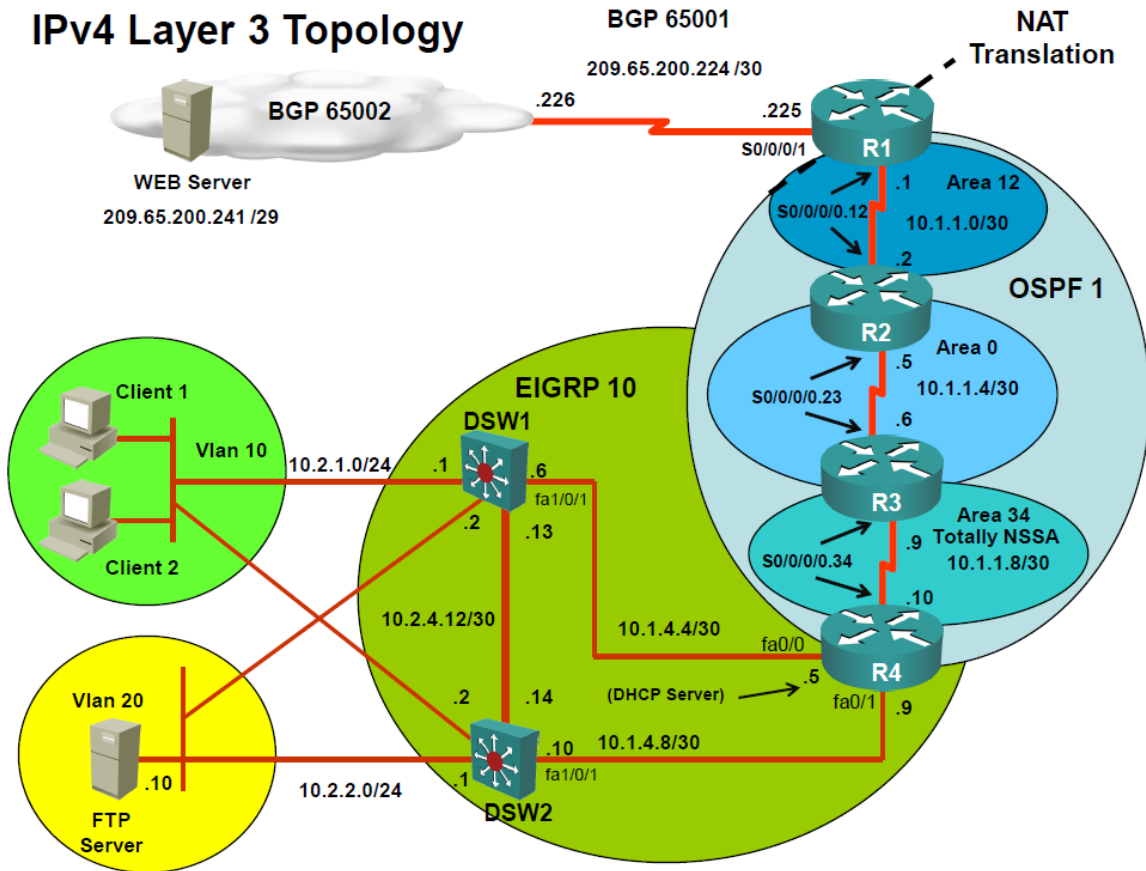 IPv4 Layer 3 Topology
BGP 65001
NAT
Translation
209.65.200.224 /30
BGP 65002
.226
.225
S0/0/0/1
R1
WEB Server
209.65.200.241 /29
.1
Area 12
S0/0/0/0.12
10.1.1.0/30
.2
OSPF 1
R2
.5
Area 0
S0/0/0/0.23
10.1.1.4/30
.6
R3
Area 34
Totally NSSA
.9
S0/0/0/0.34
10.1.1.8/30
.10
EIGRP 10
Client 1
Vlan 10
Client 2
10.2.1.0/24
DSW1
.1
.6
fa1/0/1
.2
.13
10.2.4.12/30
10.1.4.4/30
fa0/0
R4
(DHCP Server)
.5
fa0/1
.9
Vlan 20
.2
.14
.10
10.1.4.8/30
fa1/0/1
.10
.1
10.2.2.0/24
DSW2
FTP
Server